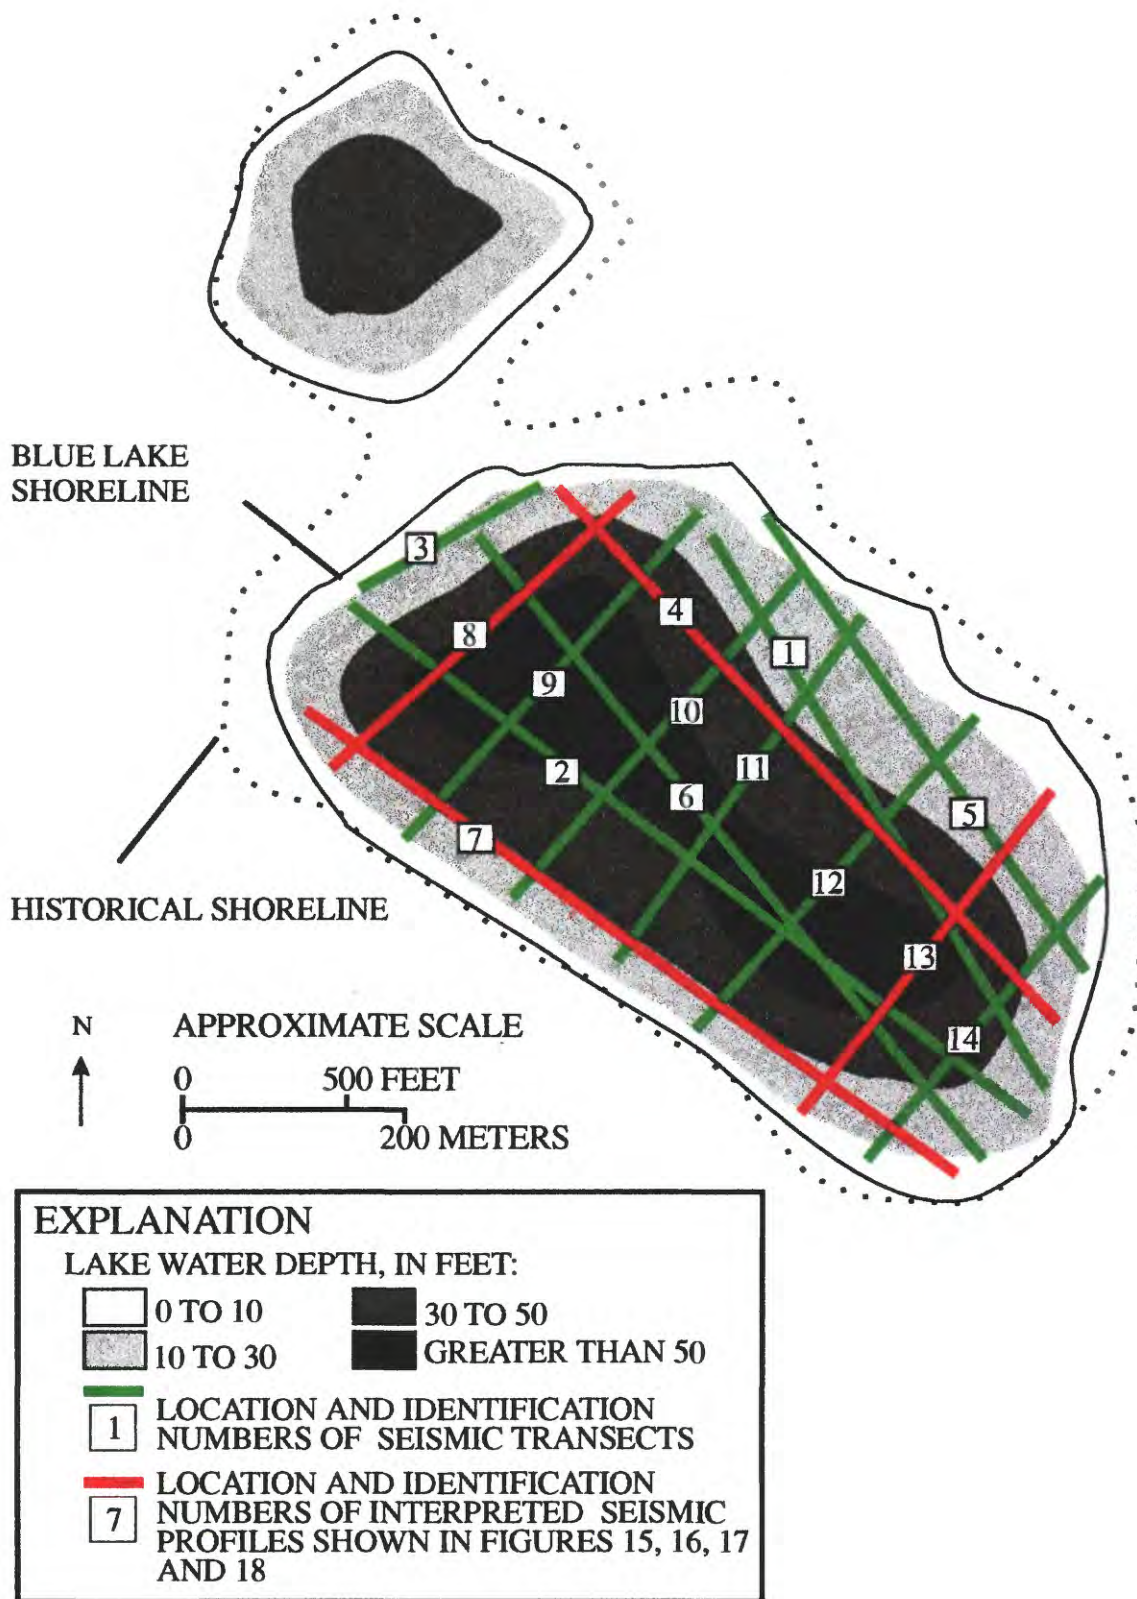 BLUE LAKE
SHORELINE
3
8
4
1
9
10
2
11
6
5
7
12
HISTORICAL SHORELINE
13
14
N
APPROXIMATE SCALE
0 500 FEET
0 200 METERS
EXPLANATION
LAKE WATER DEPTH, IN FEET:
0 TO 10 30 TO 50
10 TO 30 GREATER THAN 50
1 LOCATION AND IDENTIFICATION
NUMBERS OF SEISMIC TRANSECTS
LOCATION AND IDENTIFICATION
7 NUMBERS OF INTERPRETED SEISMIC
PROFILES SHOWN IN FIGURES 15, 16, 17
AND 18